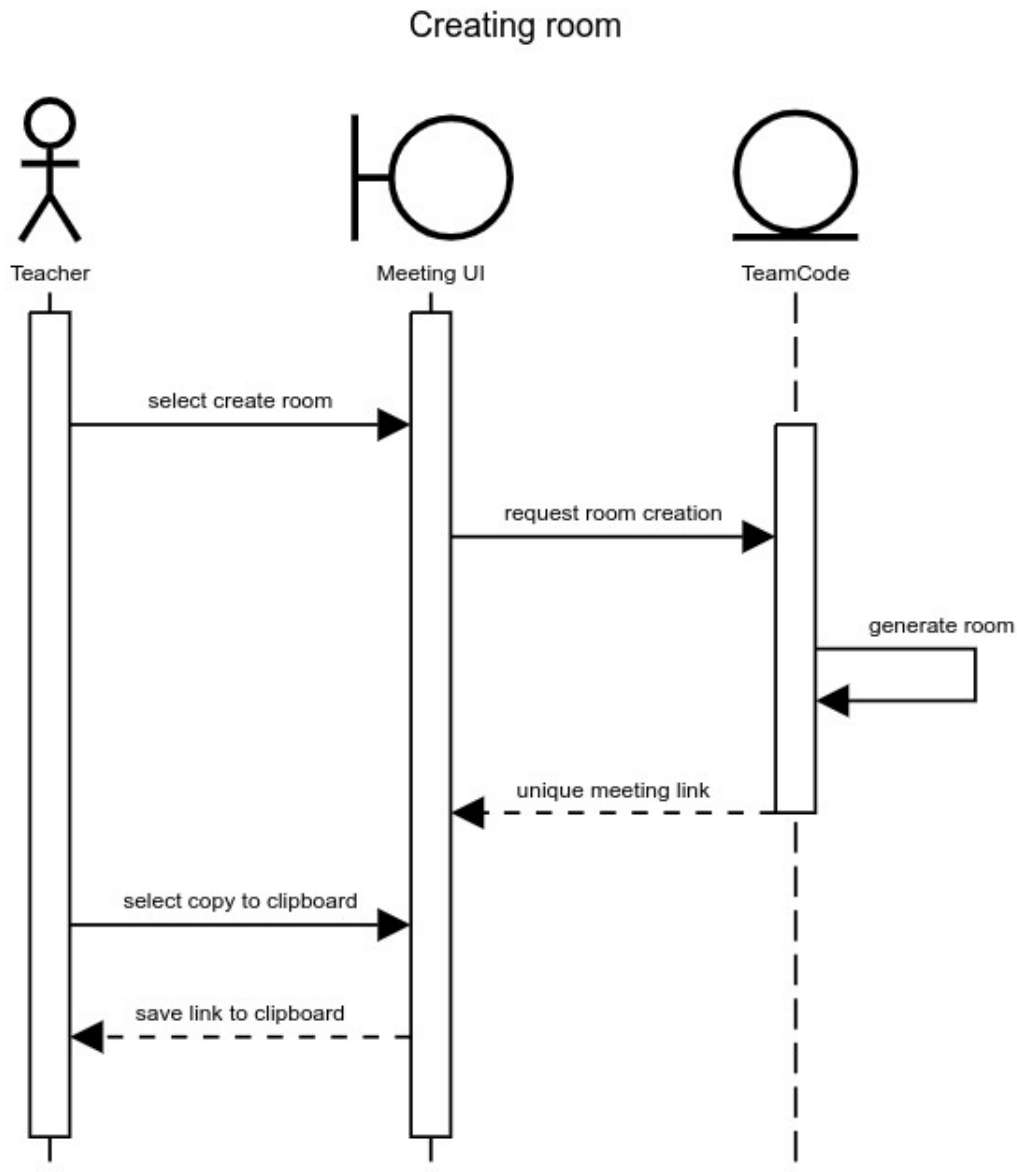 Creating room
Teacher
Meeting UI
TeamCode
select create room
request room creation
generate room
unique meeting link
select copy to clipboard
save link to clipboard